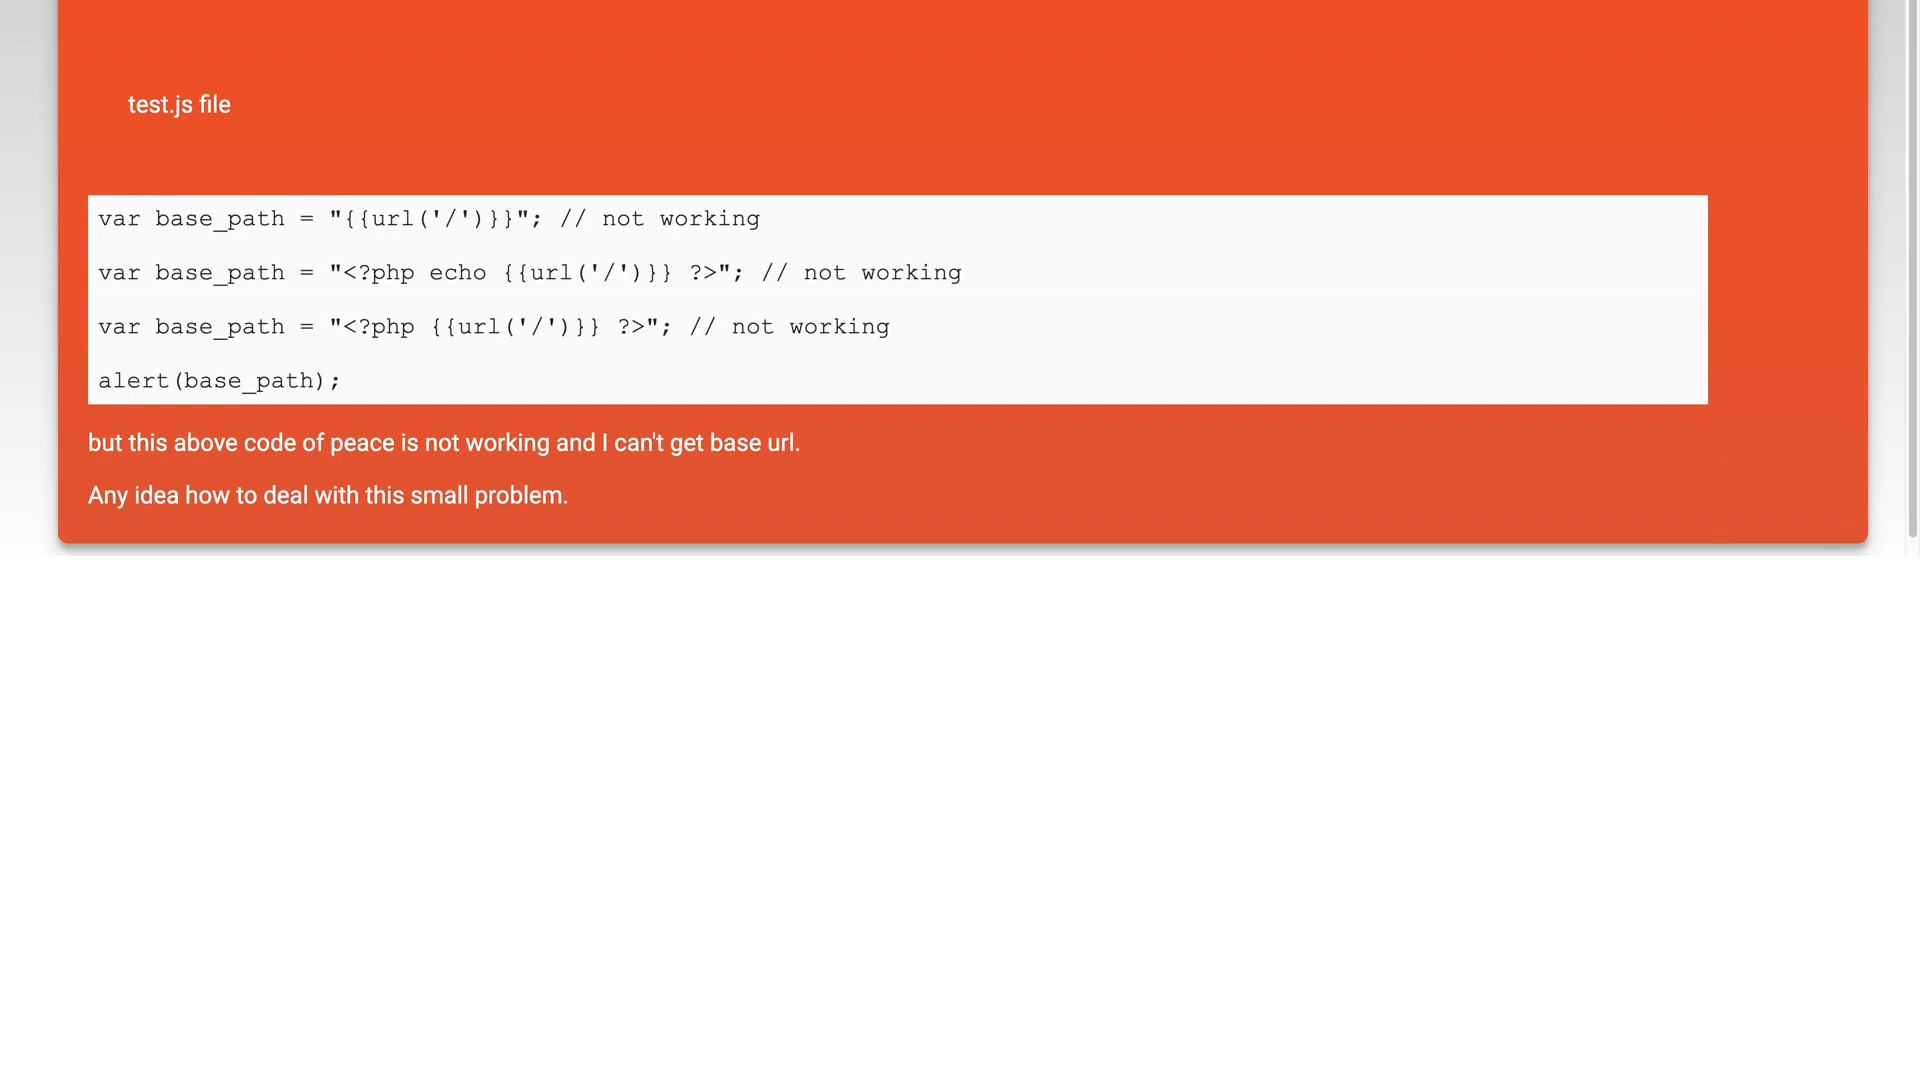 test.js file
var base_path = "{{url('/')}}"; // not working
var base_path = "<?php echo {{url('/')}} ?>"; // not working
var base_path = "<?php {{url('/')}} ?>"; // not working
alert(base_path);
but this above code of peace is not working and I can't get base url.
Any idea how to deal with this small problem.